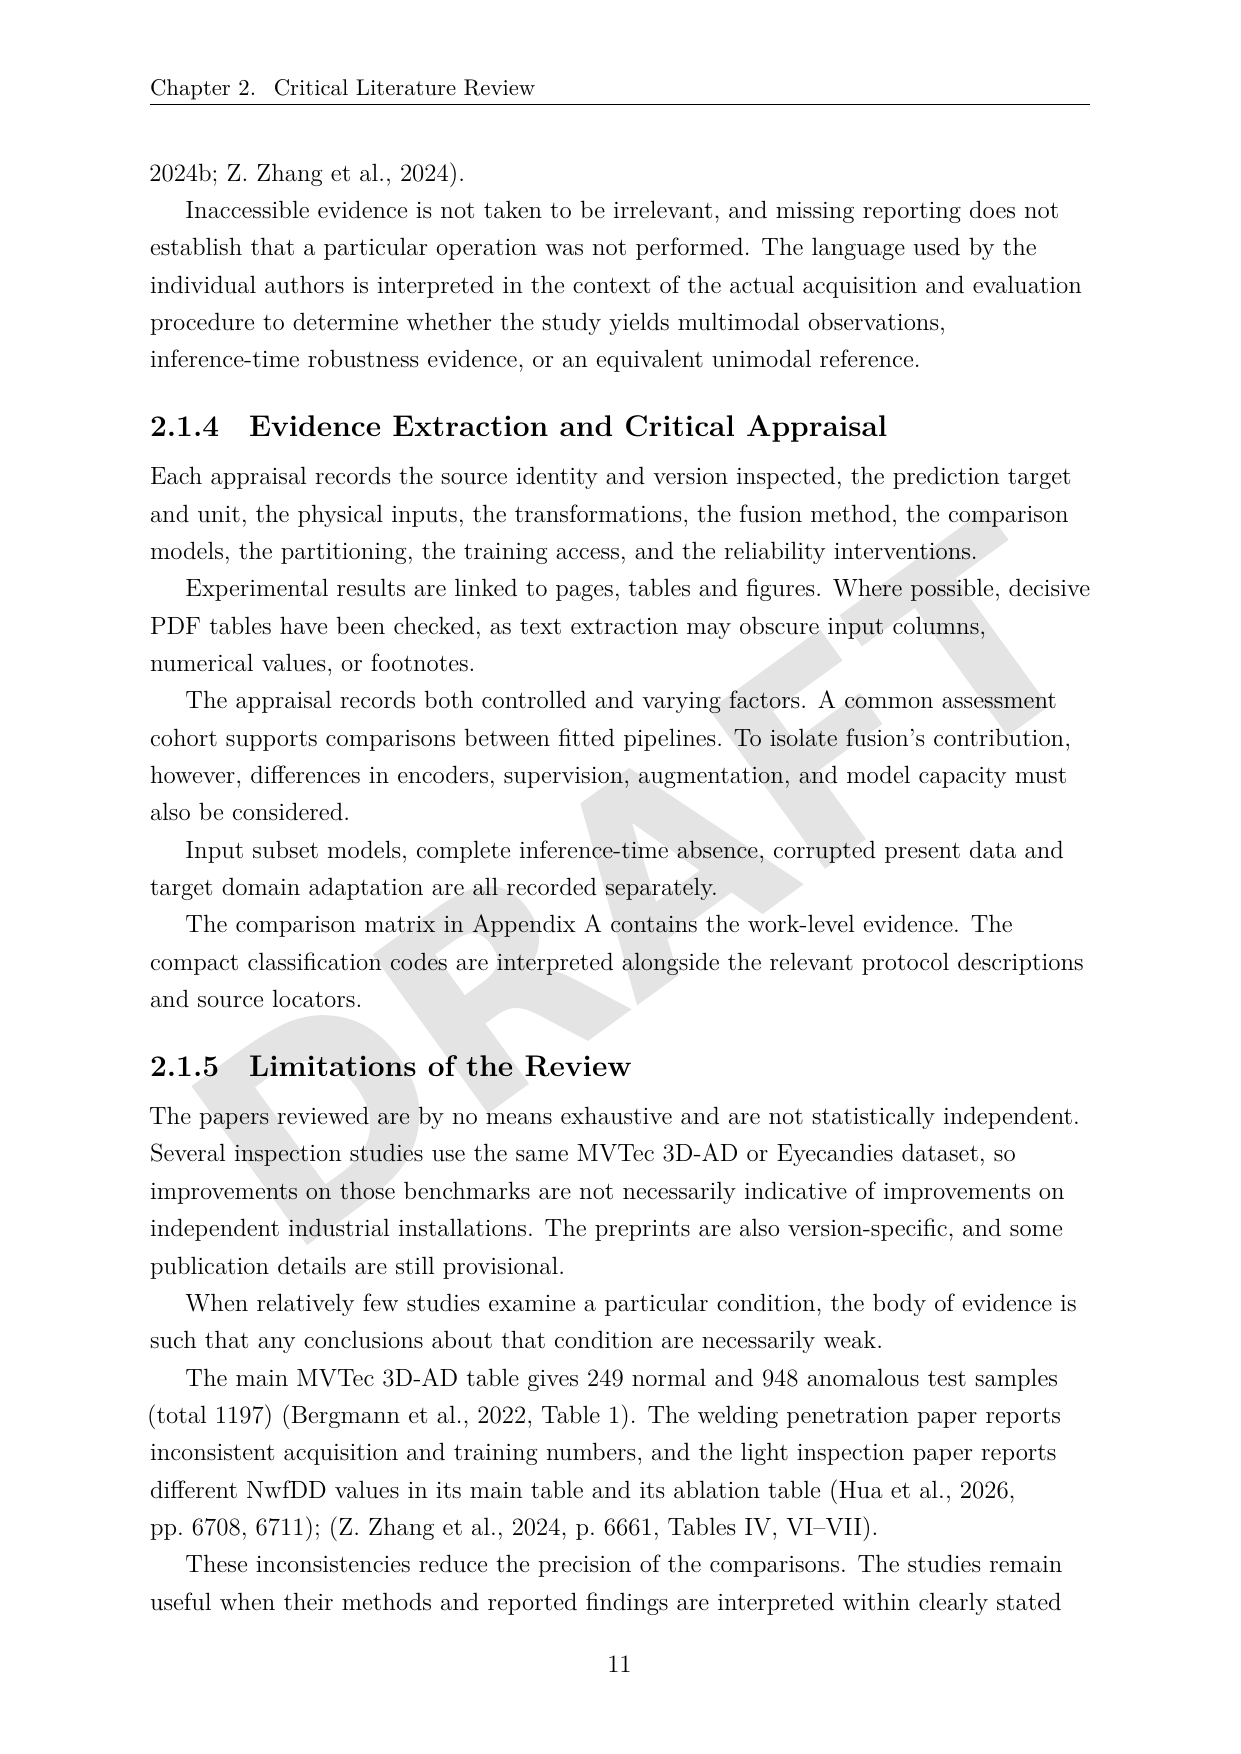 Chapter 2. Critical Literature Review
2024b; Z. Zhang et al., 2024).
Inaccessible evidence is not taken to be irrelevant, and missing reporting does not
establish that a particular operation was not performed. The language used by the
individual authors is interpreted in the context of the actual acquisition and evaluation
procedure to determine whether the study yields multimodal observations,
inference-time robustness evidence, or an equivalent unimodal reference.
2.1.4 Evidence Extraction and Critical Appraisal
Each appraisal records the source identity and version inspected, the prediction target
and unit, the physical inputs, the transformations, the fusion method, the comparison
models, the partitioning, the training access, and the reliability interventions.
Experimental results are linked to pages, tables and figures. Where possible, decisive
PDF tables have been checked, as text extraction may obscure input columns,
numerical values, or footnotes.
The appraisal records both controlled and varying factors. A common assessment
cohort supports comparisons between fitted pipelines. To isolate fusion's contribution,
however, differences in encoders, supervision, augmentation, and model capacity must
also be considered.
Input subset models, complete inference-time absence, corrupted present data and
target domain adaptation are all recorded separately.
The comparison matrix in Appendix A contains the work-level evidence. The
compact classification codes are interpreted alongside the relevant protocol descriptions
and source locators.
2.1.5 Limitations of the Review
The papers reviewed are by no means exhaustive and are not statistically independent.
Several inspection studies use the same MVTec 3D-AD or Eyecandies dataset, so
improvements on those benchmarks are not necessarily indicative of improvements on
independent industrial installations. The preprints are also version-specific, and some
publication details are still provisional.
When relatively few studies examine a particular condition, the body of evidence is
such that any conclusions about that condition are necessarily weak.
The main MVTec 3D-AD table gives 249 normal and 948 anomalous test samples
(total 1197) (Bergmann et al., 2022, Table 1). The welding penetration paper reports
inconsistent acquisition and training numbers, and the light inspection paper reports
different NwfDD values in its main table and its ablation table (Hua et al., 2026,
pp. 6708, 6711); (Z. Zhang et al., 2024, p. 6661, Tables IV, VI–VII).
These inconsistencies reduce the precision of the comparisons. The studies remain
useful when their methods and reported findings are interpreted within clearly stated
11
DRAFT